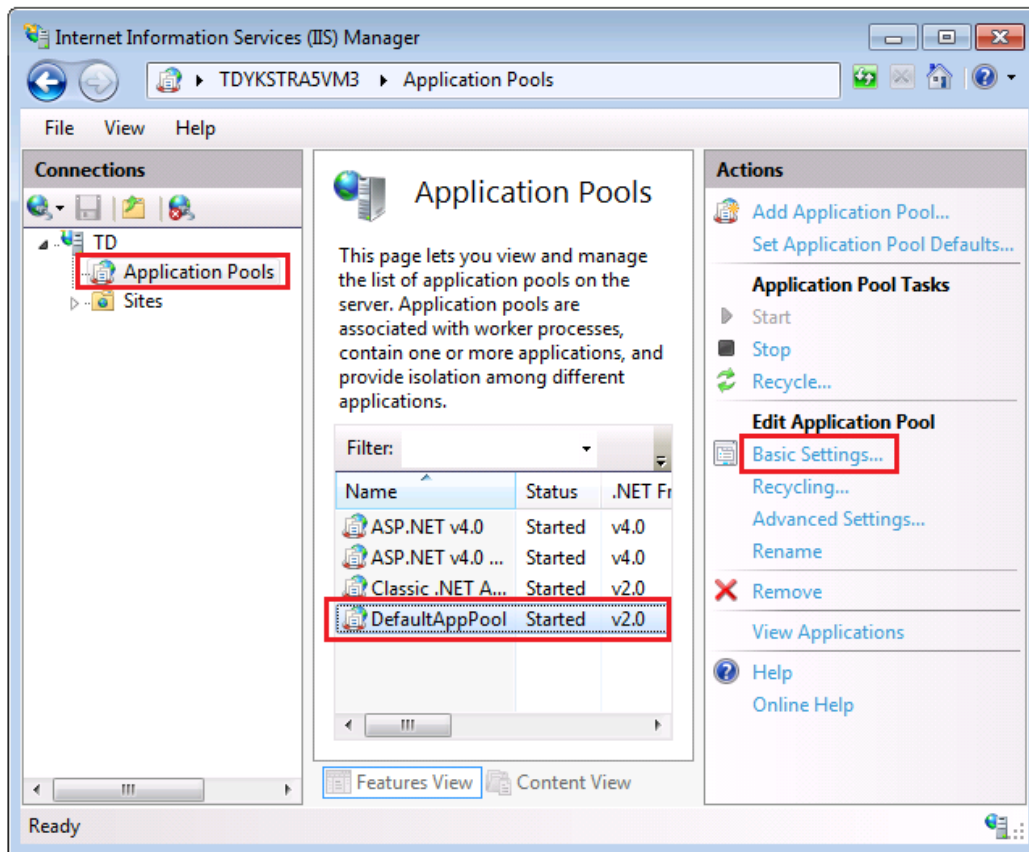 Internet Information Services (IIS) Manager
TDYKSTRA5VM3 Application Pools
File View Help
Connections
TD
Application Pools
Sites
Application Pools
This page lets you view and manage
the list of application pools on the
server. Application pools are
associated with worker processes,
contain one or more applications, and
provide isolation among different
applications.
Filter:
Name Status .NET Fr
ASP.NET v4.0 Started v4.0
ASP.NET v4.0 ... Started v4.0
Classic .NET A... Started v2.0
DefaultAppPool Started v2.0
Features View Content View
Actions
Add Application Pool...
Set Application Pool Defaults...
Application Pool Tasks
Start
Stop
Recycle...
Edit Application Pool
Basic Settings...
Recycling...
Advanced Settings...
Rename
Remove
View Applications
Help
Online Help
Ready